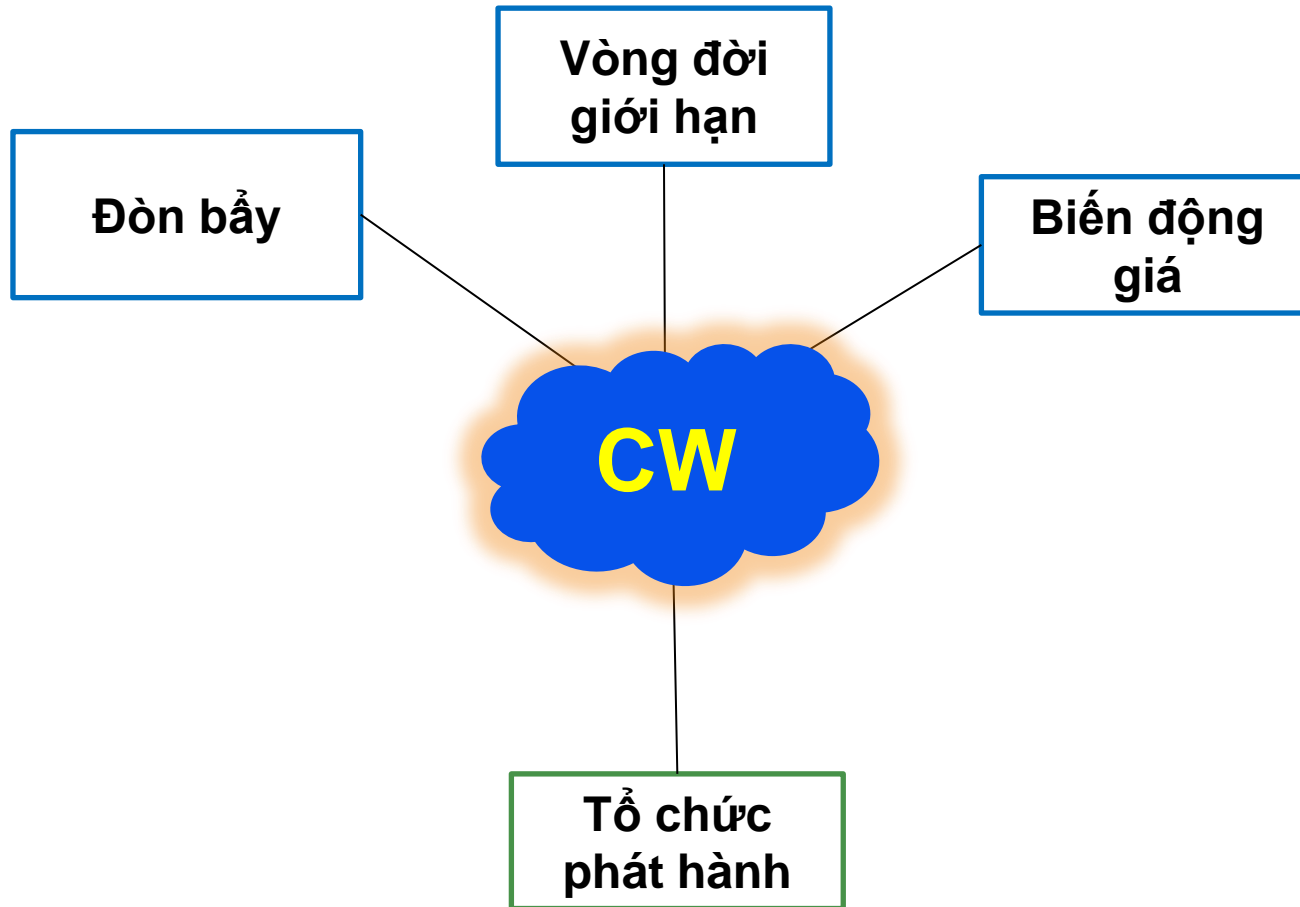 Vòng đời
giới hạn
Đòn bẩy
Biến động
giá
CW
Tổ chức
phát hành